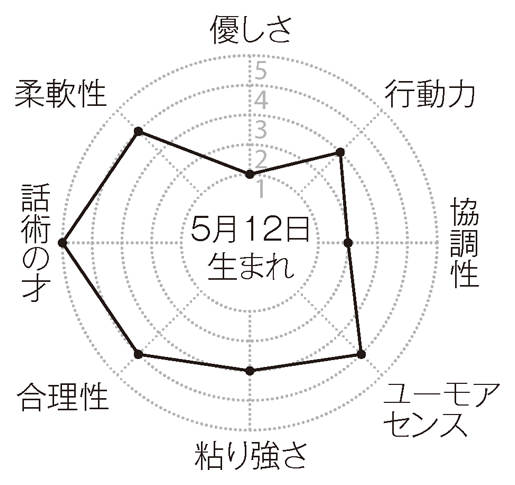 優しさ
行動力
協調性
ユーモア
センス
粘り強さ
合理性
話術の才
柔軟性
5
4
3
2
1
5月12日
生まれ